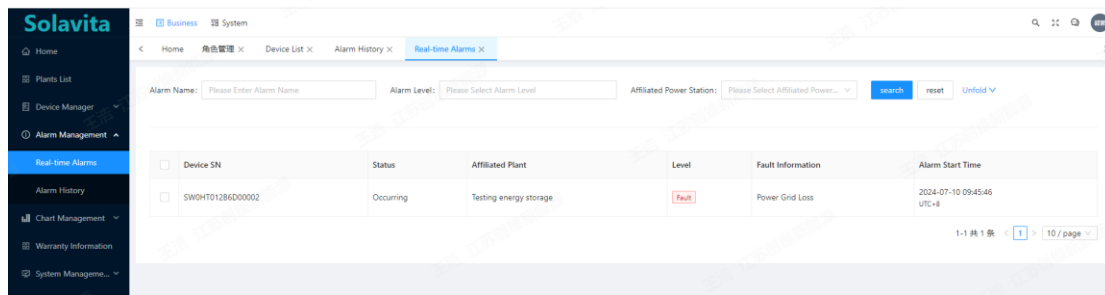 Solavita
Business System
Home
Plants List
Device Manager
Alarm Management
Real-time Alarms
Alarm History
Chart Management
Warranty Information
System Manageme...
Home 角色管理 × Device List × Alarm History × Real-time Alarms ×
Alarm Name: Please Enter Alarm Name Alarm Level: Please Select Alarm Level Affiliated Power Station: Please Select Affiliated Power... search reset Unfold
Device SN Status Affiliated Plant Level Fault Information Alarm Start Time
SW0HT012B6D00002 Occurring Testing energy storage Fault Power Grid Loss 2024-07-10 09:45:46
UTC+8
1-1 共 1 条 < 1 > 10 / page